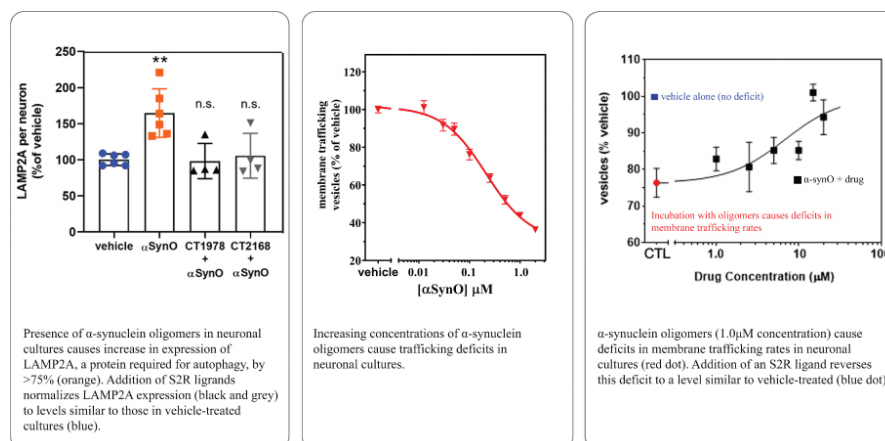 LAMP2A per neuron
(%of vehicle)
250
200
150
100
50
0
**
n.s.
n.s.
vehicle
αSynO
CT1978
+
αSynO
CT2168
+
αSynO
Presence of α-synuclein oligomers in neuronal
cultures causes increase in expression of
LAMP2A, a protein required for autophagy, by
>75% (orange). Addition of S2R ligands
normalizes LAMP2A expression (black and grey)
to levels similar to those in vehicle-treated
cultures (blue).
membrane trafficking
vesicles (% of vehicle)
120
100
80
60
40
20
vehicle
0.01
0.1
1.0
[αSynO] μM
Increasing concentrations of α-synuclein
oligomers cause trafficking deficits in
neuronal cultures.
vesicles (% vehicle)
110
100
90
80
70
60
vehicle alone (no deficit)
α-synO + drug
Incubation with oligomers causes deficits in
membrane trafficking rates
CTL
1.0
10
100
Drug Concentration (μM)
α-synuclein oligomers (1.0μM concentration) cause
deficits in membrane trafficking rates in neuronal
cultures (red dot). Addition of an S2R ligand reverses
this deficit to a level similar to vehicle-treated (blue dot)